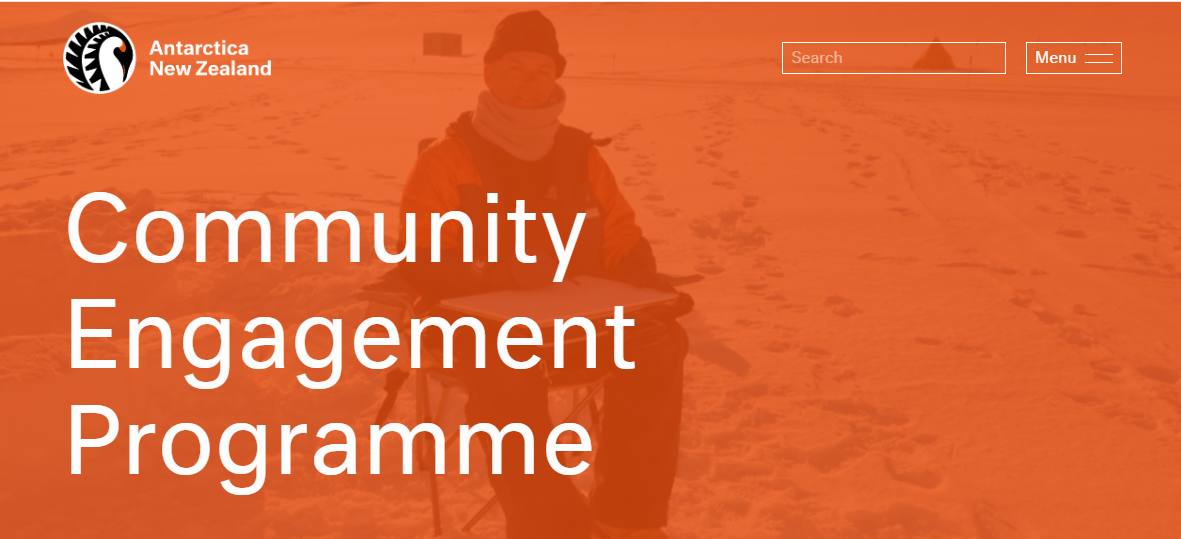 Antarctica
New Zealand
Search
Menu
Community
Engagement
Programme